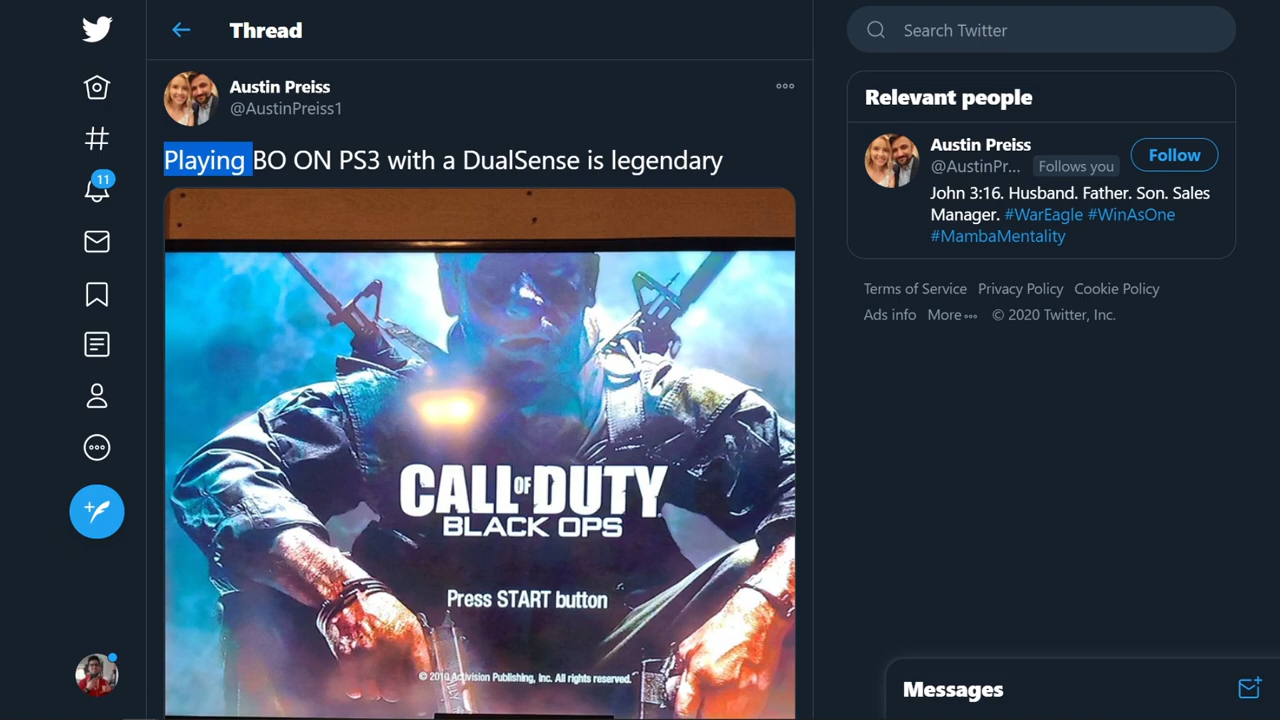 Thread
Search Twitter
Austin Preiss
@AustinPreiss1
Playing BO ON PS3 with a DualSense is legendary
11
CALL OF DUTY
BLACK OPS
Press START button
© 2010 Activision Publishing, Inc. All rights reserved.
Relevant people
Austin Preiss
@AustinPr... Follows you
Follow
John 3:16. Husband. Father. Son. Sales
Manager. #WarEagle #WinAsOne
#MambaMentality
Terms of Service Privacy Policy Cookie Policy
Ads info More © 2020 Twitter, Inc.
Messages